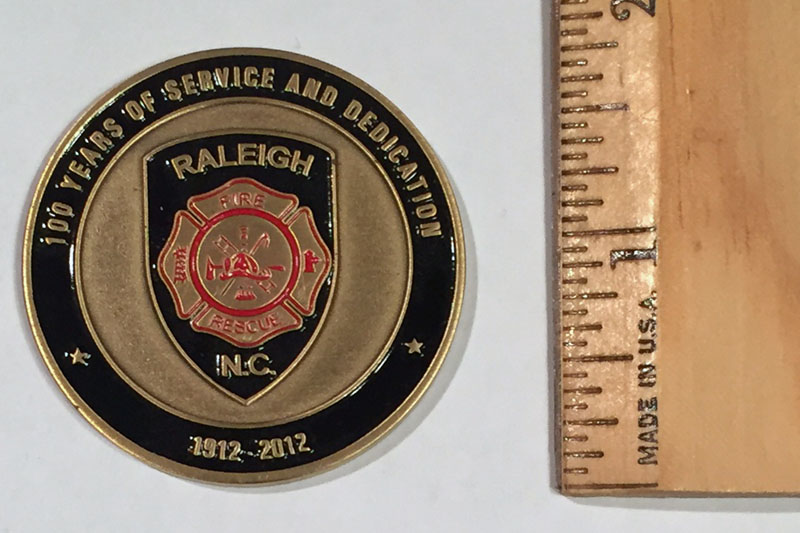 100 YEARS OF SERVICE AND DEDICATION
RALEIGH
FIRE
RESCUE
N.C.
1912-2012
2
1
MADE IN U.S.A.